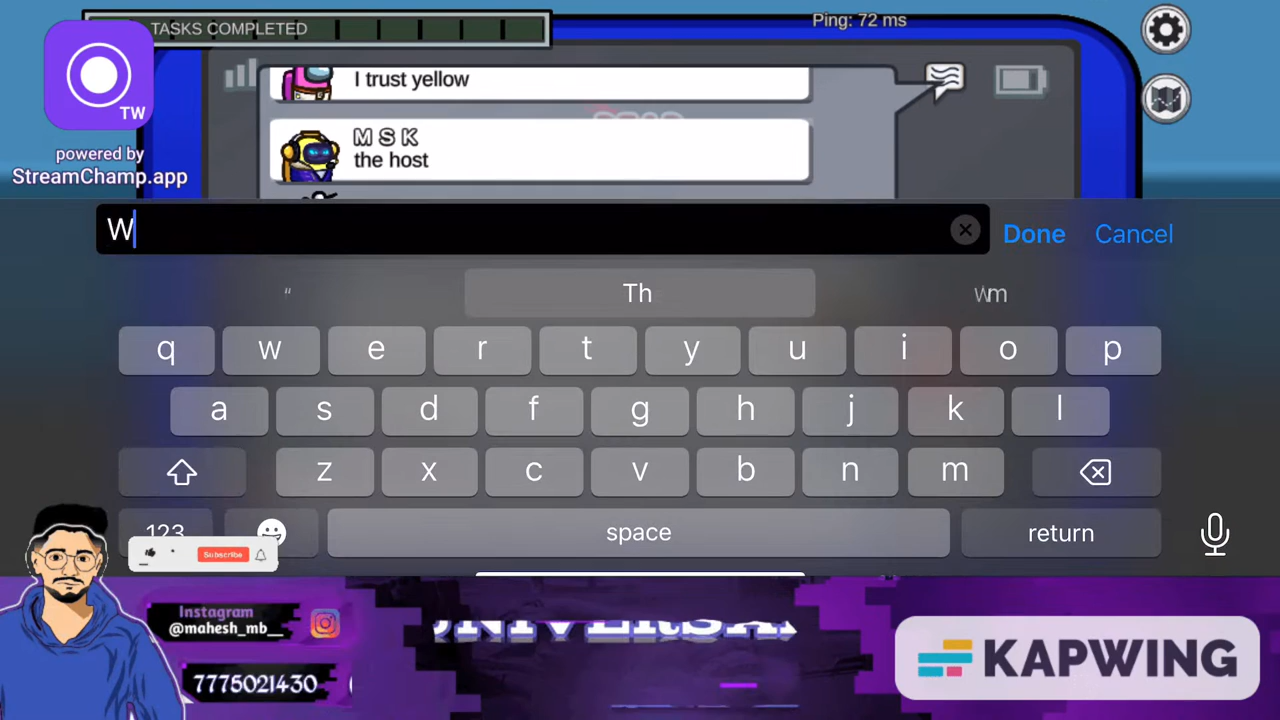 TASKS COMPLETED
Ping: 72 ms
TW
powered by
StreamChamp.app
I trust yellow
M S K
the host
W
Done
Cancel
“
Th
Wm
q w e r t y u i o p
a s d f g h j k l
z x c v b n m
123
space
return
Subscribe
Instagram
@mahesh_mb__
7775021430
UNIVERSAL
KAPWING